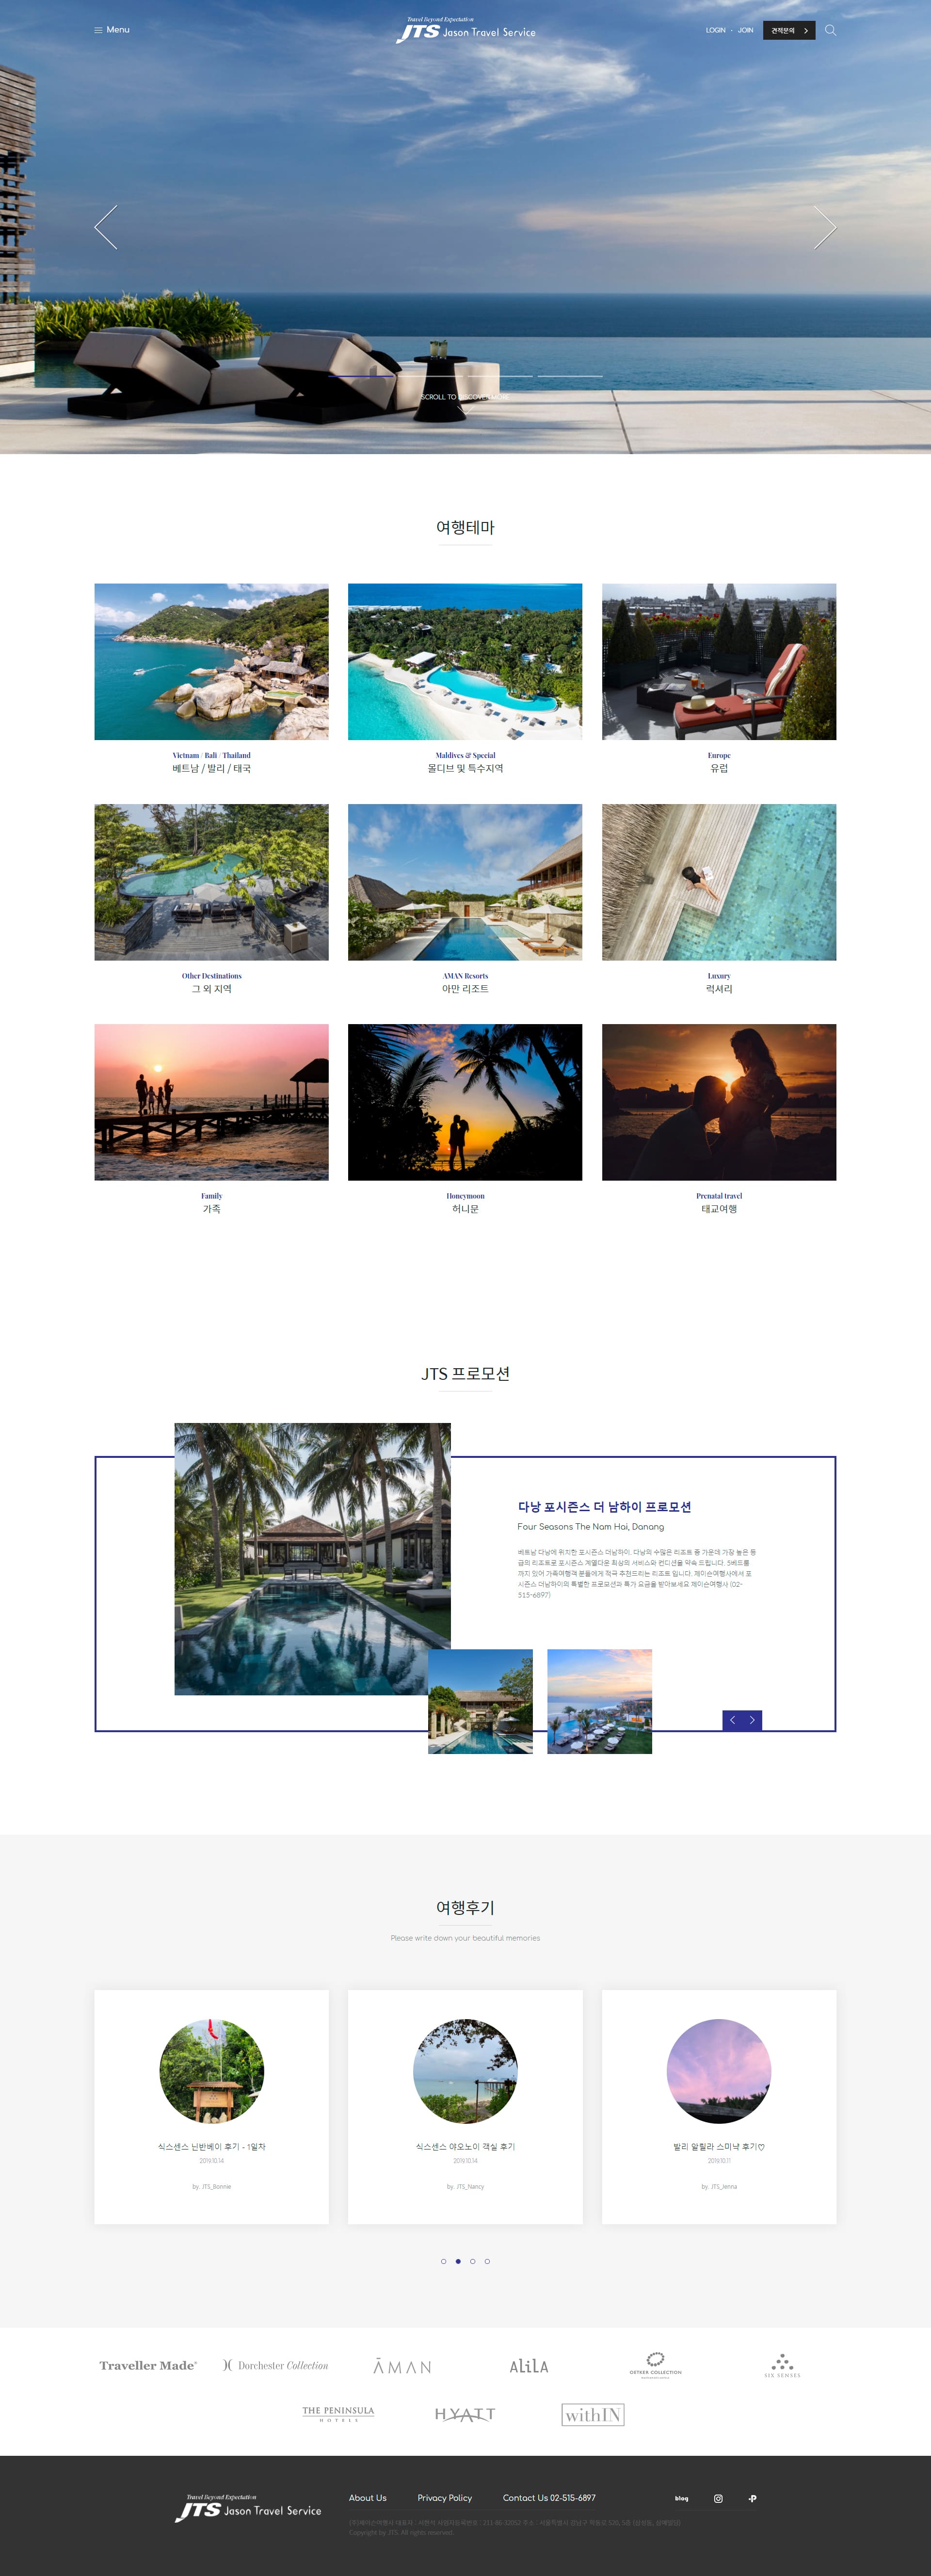 Menu
Travel Beyond Expectation
JTS Jason Travel Service
LOGIN - JOIN
견적문의
SCROLL TO DISCOVER MORE
여행테마
Vietnam / Bali / Thailand
베트남 / 발리 / 태국
Maldives & Special
몰디브 및 특수지역
Europe
유럽
Other Destinations
그 외 지역
AMAN Resorts
아만 리조트
Luxury
럭셔리
Family
가족
Honeymoon
허니문
Prenatal travel
태교여행
JTS 프로모션
다낭 포시즌스 더 남하이 프로모션
Four Seasons The Nam Hai, Danang
베트남 다낭에 위치한 포시즌스 더남하이. 다낭의 수많은 리조트 중 가운데 가장 높은 등
급의 리조트로 포시즌스 계열다운 최상의 서비스와 컨디션을 약속 드립니다. 5베드룸
까지 있어 가족여행객 분들에게 적극 추천드리는 리조트 입니다. 제이슨여행사에서 포
시즌스 더남하이의 특별한 프로모션과 특가 요금을 받아보세요 제이슨여행사 (02-
515-6897)
여행후기
Please write down your beautiful memories
식스센스 닌반베이 후기 - 1일차
2019.10.14
by. JTS_Bonnie
식스센스 야오노이 객실 후기
2019.10.14
by. JTS_Nancy
발리 알릴라 스미냑 후기♡
2019.10.11
by. JTS_Jenna
Traveller Made
Dorchester Collection
AMAN
AlilA
OETKER COLLECTION
SIX SENSES
THE PENINSULA
HOTELS
HYATT
withIN
Travel Beyond Expectation
JTS Jason Travel Service
About Us
Privacy Policy
Contact Us 02-515-6897
blog
Copyright by JTS. All rights reserved